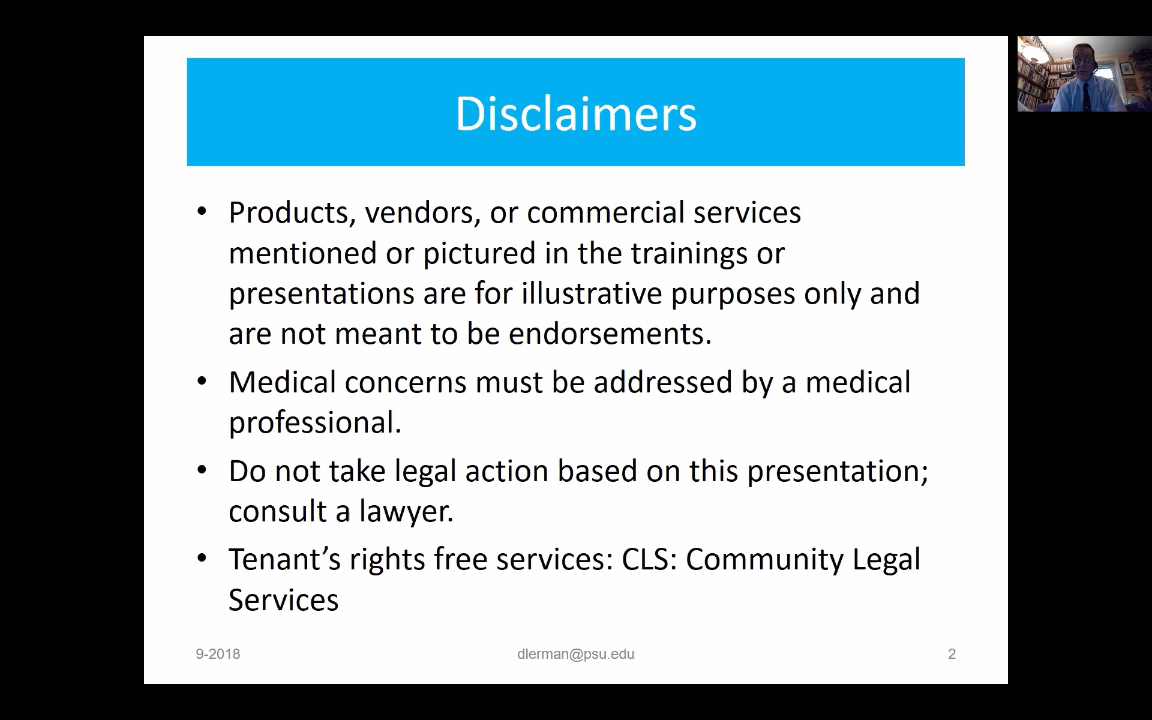 Disclaimers
• Products, vendors, or commercial services
mentioned or pictured in the trainings or
presentations are for illustrative purposes only and
are not meant to be endorsements.
• Medical concerns must be addressed by a medical
professional.
• Do not take legal action based on this presentation;
consult a lawyer.
• Tenant’s rights free services: CLS: Community Legal
Services
9-2018 dlerman@psu.edu 2